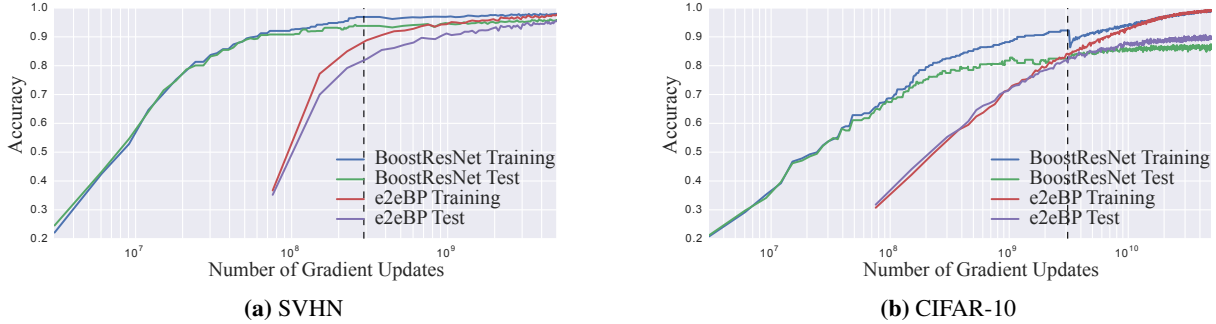 1.0
0.9
0.8
0.7
0.6
0.5
0.4
0.3
0.2
Accuracy
BoostResNet Training
BoostResNet Test
e2eBP Training
e2eBP Test
10^7 10^8 10^9
Number of Gradient Updates
(a) SVHN
1.0
0.9
0.8
0.7
0.6
0.5
0.4
0.3
0.2
Accuracy
BoostResNet Training
BoostResNet Test
e2eBP Training
e2eBP Test
10^7 10^8 10^9 10^10
Number of Gradient Updates
(b) CIFAR-10